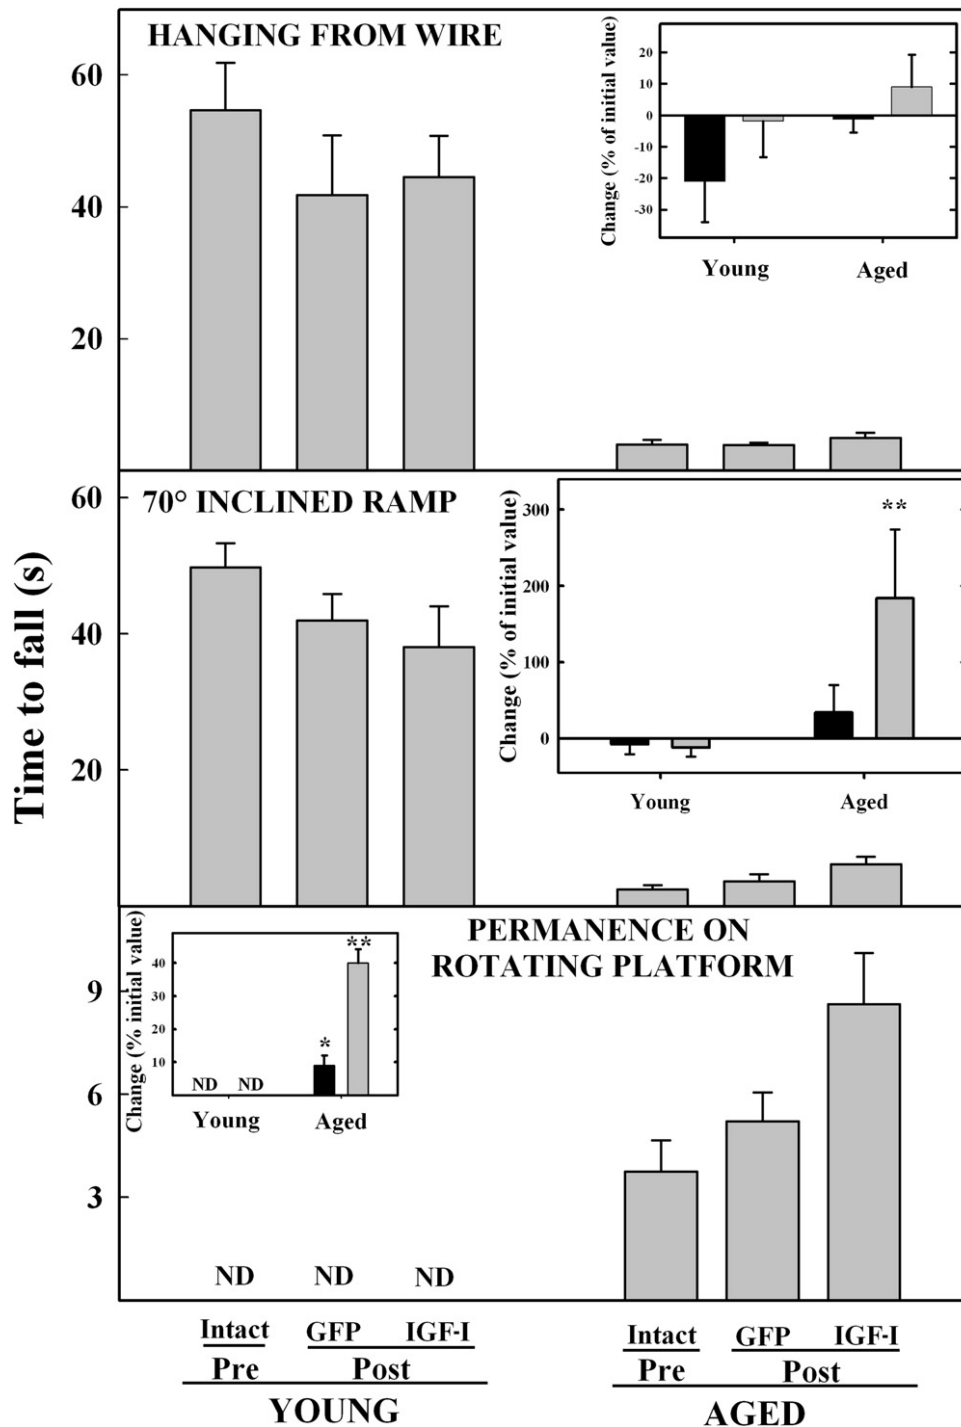 HANGING FROM WIRE
60
40
20
Change (% of initial value)
20
10
0
-10
-20
-30
Young Aged
70° INCLINED RAMP
60
40
20
Time to fall (s)
Change (% of initial value)
300
200
100
0
**
Young Aged
PERMANENCE ON
ROTATING PLATFORM
9
6
3
Change (% initial value)
40
30
20
10
**
*
ND ND
Young Aged
ND ND ND
Intact GFP IGF-I Intact GFP IGF-I
Pre Post Pre Post
YOUNG AGED